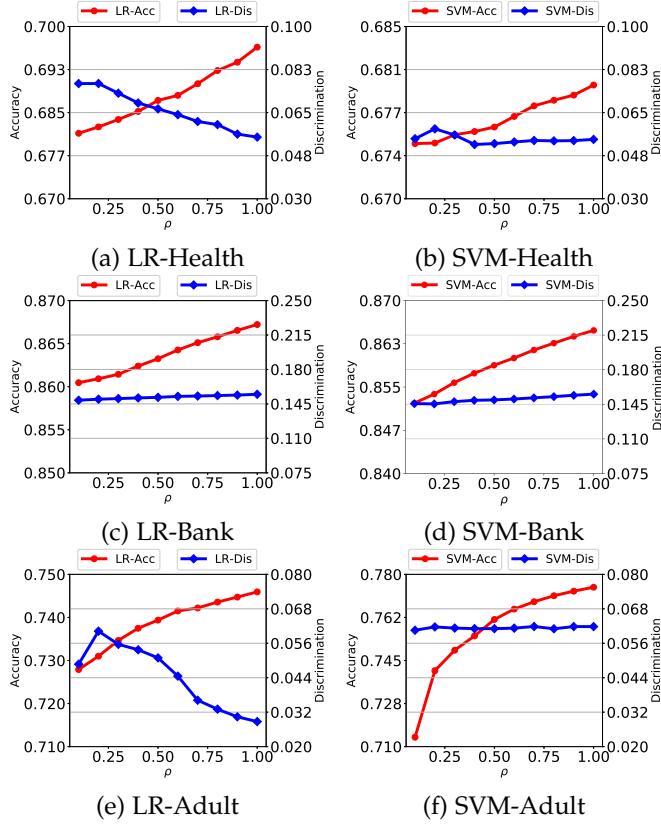 LR-Acc LR-Dis
0.700 0.100
0.693 0.083
0.685 0.065
0.677 0.048
0.670 0.030
Accuracy
Discrimination
0.25 0.50 0.75 1.00
ρ
(a) LR-Health
SVM-Acc SVM-Dis
0.685 0.100
0.681 0.083
0.677 0.065
0.674 0.048
0.670 0.030
Accuracy
Discrimination
0.25 0.50 0.75 1.00
ρ
(b) SVM-Health
LR-Acc LR-Dis
0.870 0.250
0.865 0.215
0.860 0.180
0.855 0.145
0.850 0.110
0.075
Accuracy
Discrimination
0.25 0.50 0.75 1.00
ρ
(c) LR-Bank
SVM-Acc SVM-Dis
0.870 0.250
0.863 0.215
0.855 0.180
0.847 0.145
0.840 0.110
0.075
Accuracy
Discrimination
0.25 0.50 0.75 1.00
ρ
(d) SVM-Bank
LR-Acc LR-Dis
0.750 0.080
0.740 0.068
0.730 0.056
0.720 0.044
0.710 0.032
0.020
Accuracy
Discrimination
0.25 0.50 0.75 1.00
ρ
(e) LR-Adult
SVM-Acc SVM-Dis
0.780 0.080
0.762 0.068
0.745 0.056
0.728 0.044
0.710 0.032
0.020
Accuracy
Discrimination
0.25 0.50 0.75 1.00
ρ
(f) SVM-Adult